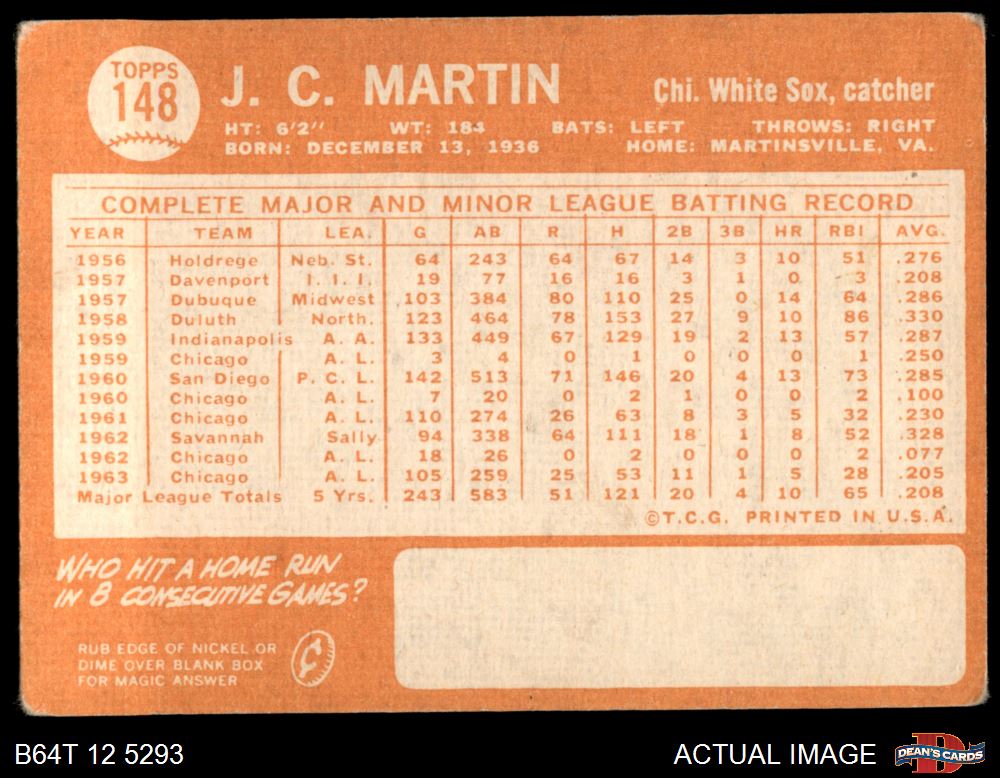 TOPPS
148
J. C. MARTIN
Chi. White Sox, catcher
HT: 6'2" WT: 184 BATS: LEFT THROWS: RIGHT
BORN: DECEMBER 13, 1936 HOME: MARTINSVILLE, VA.
COMPLETE MAJOR AND MINOR LEAGUE BATTING RECORD
YEAR TEAM LEA. G AB R H 2B 3B HR RBI AVG.
1956 Holdrege Neb. St. 64 243 64 67 14 3 10 51 .276
1957 Davenport I. I. I. 19 77 16 16 3 1 0 3 .208
1957 Dubuque Midwest 103 384 80 110 25 0 14 64 .286
1958 Duluth North. 123 464 78 153 27 9 10 86 .330
1959 Indianapolis A. A. 133 449 67 129 19 2 13 57 .287
1959 Chicago A. L. 3 4 0 1 0 0 0 1 .250
1960 San Diego P. C. L. 142 513 71 146 20 4 13 73 .285
1960 Chicago A. L. 7 20 0 2 1 0 0 2 .100
1961 Chicago A. L. 110 274 26 63 8 3 5 32 .230
1962 Savannah Sally 94 338 64 111 18 1 8 52 .328
1962 Chicago A. L. 18 26 0 2 0 0 0 2 .077
1963 Chicago A. L. 105 259 25 53 11 1 5 28 .205
Major League Totals 5 Yrs. 243 583 51 121 20 4 10 65 .208
©T.C.G. PRINTED IN U.S.A.
WHO HIT A HOME RUN
IN 8 CONSECUTIVE GAMES?
RUB EDGE OF NICKEL OR
DIME OVER BLANK BOX
FOR MAGIC ANSWER
B64T 12 5293
ACTUAL IMAGE
DEAN'S CARDS